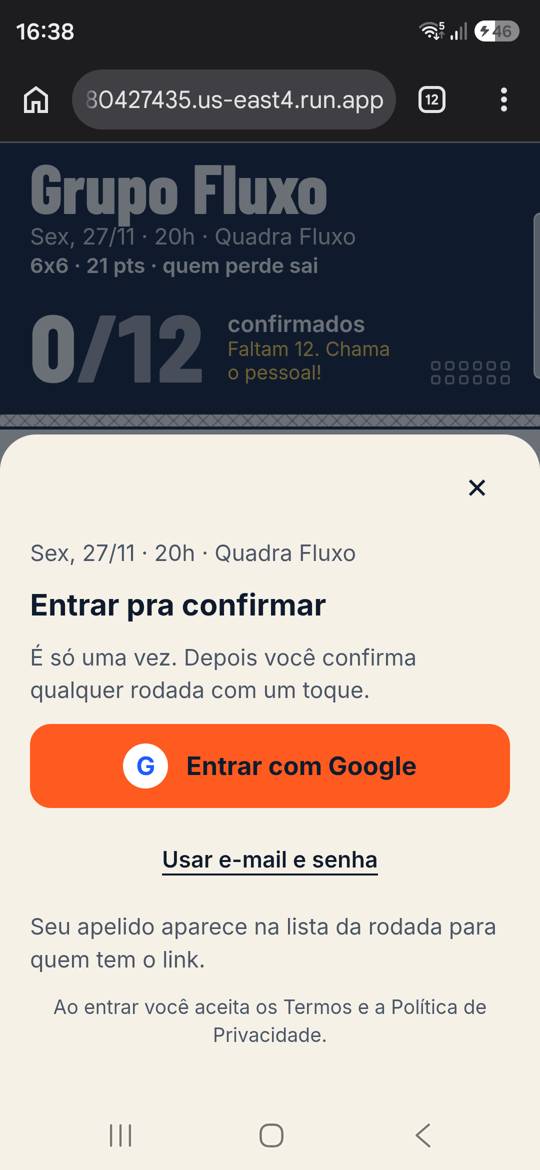 16:38
5
46
80427435.us-east4.run.app
12
Grupo Fluxo
Sex, 27/11 · 20h · Quadra Fluxo
6x6 · 21 pts · quem perde sai
0/12
confirmados
Faltam 12. Chama
o pessoal!
Sex, 27/11 · 20h · Quadra Fluxo
Entrar pra confirmar
É só uma vez. Depois você confirma
qualquer rodada com um toque.
G Entrar com Google
Usar e-mail e senha
Seu apelido aparece na lista da rodada para
quem tem o link.
Ao entrar você aceita os Termos e a Política de
Privacidade.